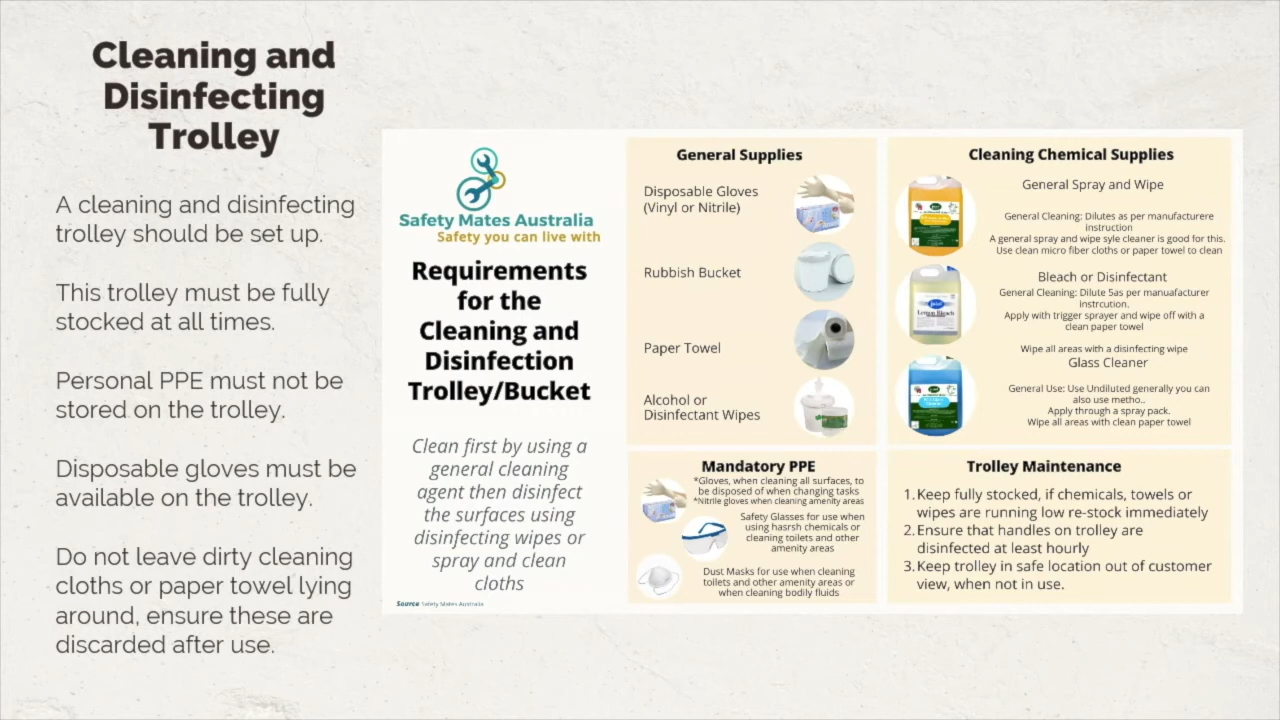 Cleaning and
Disinfecting
Trolley
A cleaning and disinfecting
trolley should be set up.
This trolley must be fully
stocked at all times.
Personal PPE must not be
stored on the trolley.
Disposable gloves must be
available on the trolley.
Do not leave dirty cleaning
cloths or paper towel lying
around, ensure these are
discarded after use.
Safety Mates Australia
Safety you can live with
Requirements
for the
Cleaning and
Disinfection
Trolley/Bucket
Clean first by using a
general cleaning
agent then disinfect
the surfaces using
disinfecting wipes or
spray and clean
cloths
Source Safety Mates Australia
General Supplies
Disposable Gloves
(Vinyl or Nitrile)
Rubbish Bucket
Paper Towel
Alcohol or
Disinfectant Wipes
Cleaning Chemical Supplies
General Spray and Wipe
General Cleaning: Dilutes as per manufacturere
instruction
A general spray and wipe syle cleaner is good for this.
Use clean micro fiber cloths or paper towel to clean
Bleach or Disinfectant
General Cleaning: Dilute 5as per manuafacturer
instrcution.
Apply with trigger sprayer and wipe off with a
clean paper towel
Wipe all areas with a disinfecting wipe
Glass Cleaner
General Use: Use Undiluted generally you can
also use metho..
Apply through a spray pack.
Wipe all areas with clean paper towel
Lemon Bleach
Mandatory PPE
*Gloves, when cleaning all surfaces, to
be disposed of when changing tasks
*Nitrile gloves when cleaning amenity areas
Safety Glasses for use when
using hasrsh chemicals or
cleaning toilets and other
amenity areas
Dust Masks for use when cleaning
toilets and other amenity areas or
when cleaning bodily fluids
Trolley Maintenance
1. Keep fully stocked, if chemicals, towels or
wipes are running low re-stock immediately
2. Ensure that handles on trolley are
disinfected at least hourly
3. Keep trolley in safe location out of customer
view, when not in use.